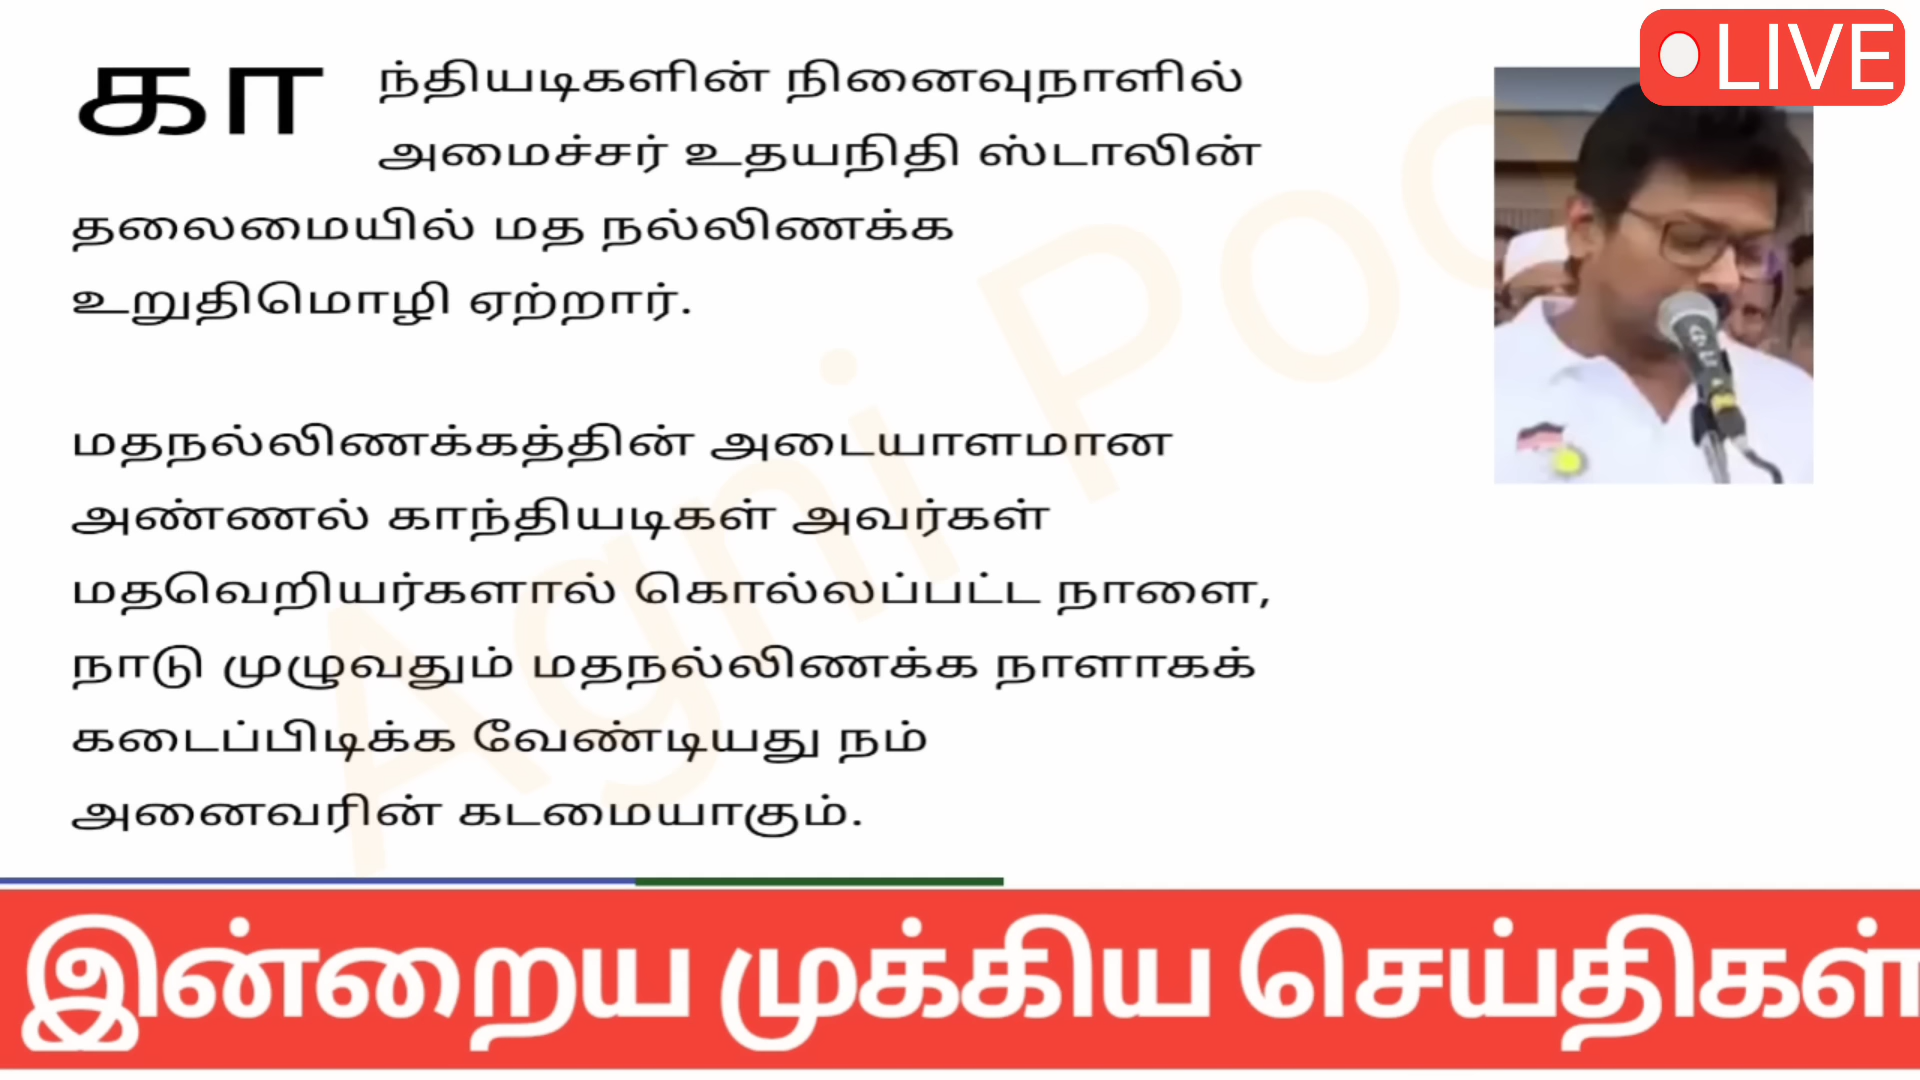 LIVE
காந்தியடிகளின் நினைவுநாளில்
அமைச்சர் உதயநிதி ஸ்டாலின்
தலைமையில் மத நல்லிணக்க
உறுதிமொழி ஏற்றார்.
மதநல்லிணக்கத்தின் அடையாளமான
அண்ணல் காந்தியடிகள் அவர்கள்
மதவெறியர்களால் கொல்லப்பட்ட நாளை,
நாடு முழுவதும் மதநல்லிணக்க நாளாகக்
கடைப்பிடிக்க வேண்டியது நம்
அனைவரின் கடமையாகும்.
Agni Poo
இன்றைய முக்கிய செய்திகள்